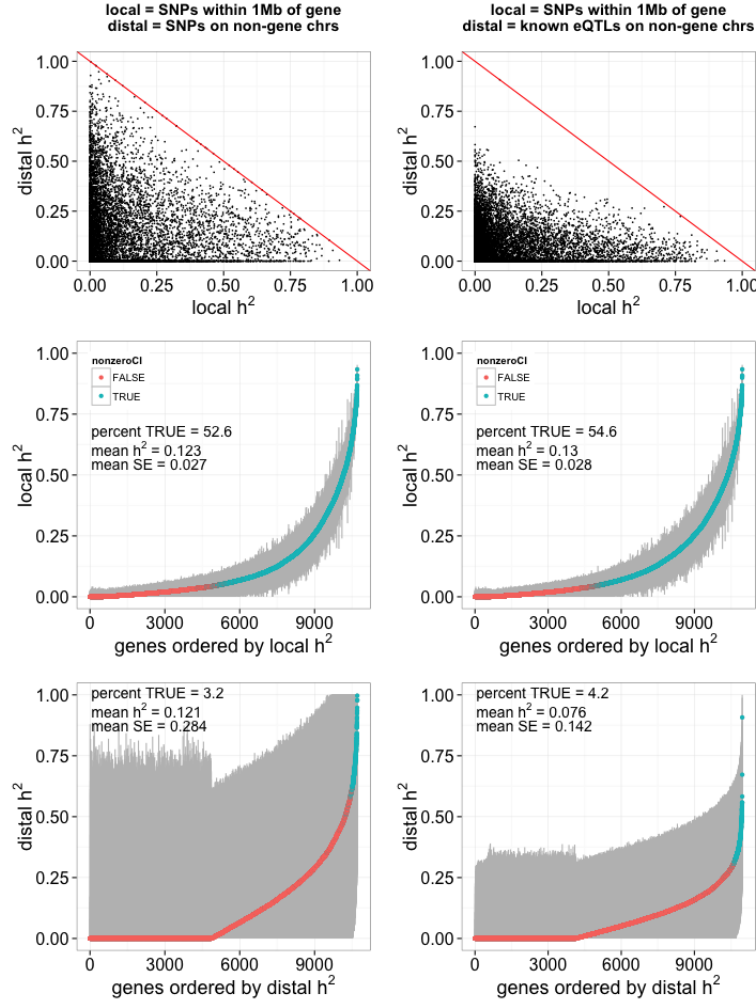 local = SNPs within 1Mb of gene
distal = SNPs on non-gene chrs
1.00
0.75
0.50
0.25
0.00
distal h²
0.00 0.25 0.50 0.75 1.00
local h²
local = SNPs within 1Mb of gene
distal = known eQTLs on non-gene chrs
1.00
0.75
0.50
0.25
0.00
distal h²
0.00 0.25 0.50 0.75 1.00
local h²
1.00
0.75
0.50
0.25
0.00
local h²
nonzeroCI
FALSE
TRUE
percent TRUE = 52.6
mean h² = 0.123
mean SE = 0.027
0 3000 6000 9000
genes ordered by local h²
1.00
0.75
0.50
0.25
0.00
local h²
nonzeroCI
FALSE
TRUE
percent TRUE = 54.6
mean h² = 0.13
mean SE = 0.028
0 3000 6000 9000
genes ordered by local h²
1.00
0.75
0.50
0.25
0.00
distal h²
percent TRUE = 3.2
mean h² = 0.121
mean SE = 0.284
0 3000 6000 9000
genes ordered by distal h²
1.00
0.75
0.50
0.25
0.00
distal h²
percent TRUE = 4.2
mean h² = 0.076
mean SE = 0.142
0 3000 6000 9000
genes ordered by distal h²